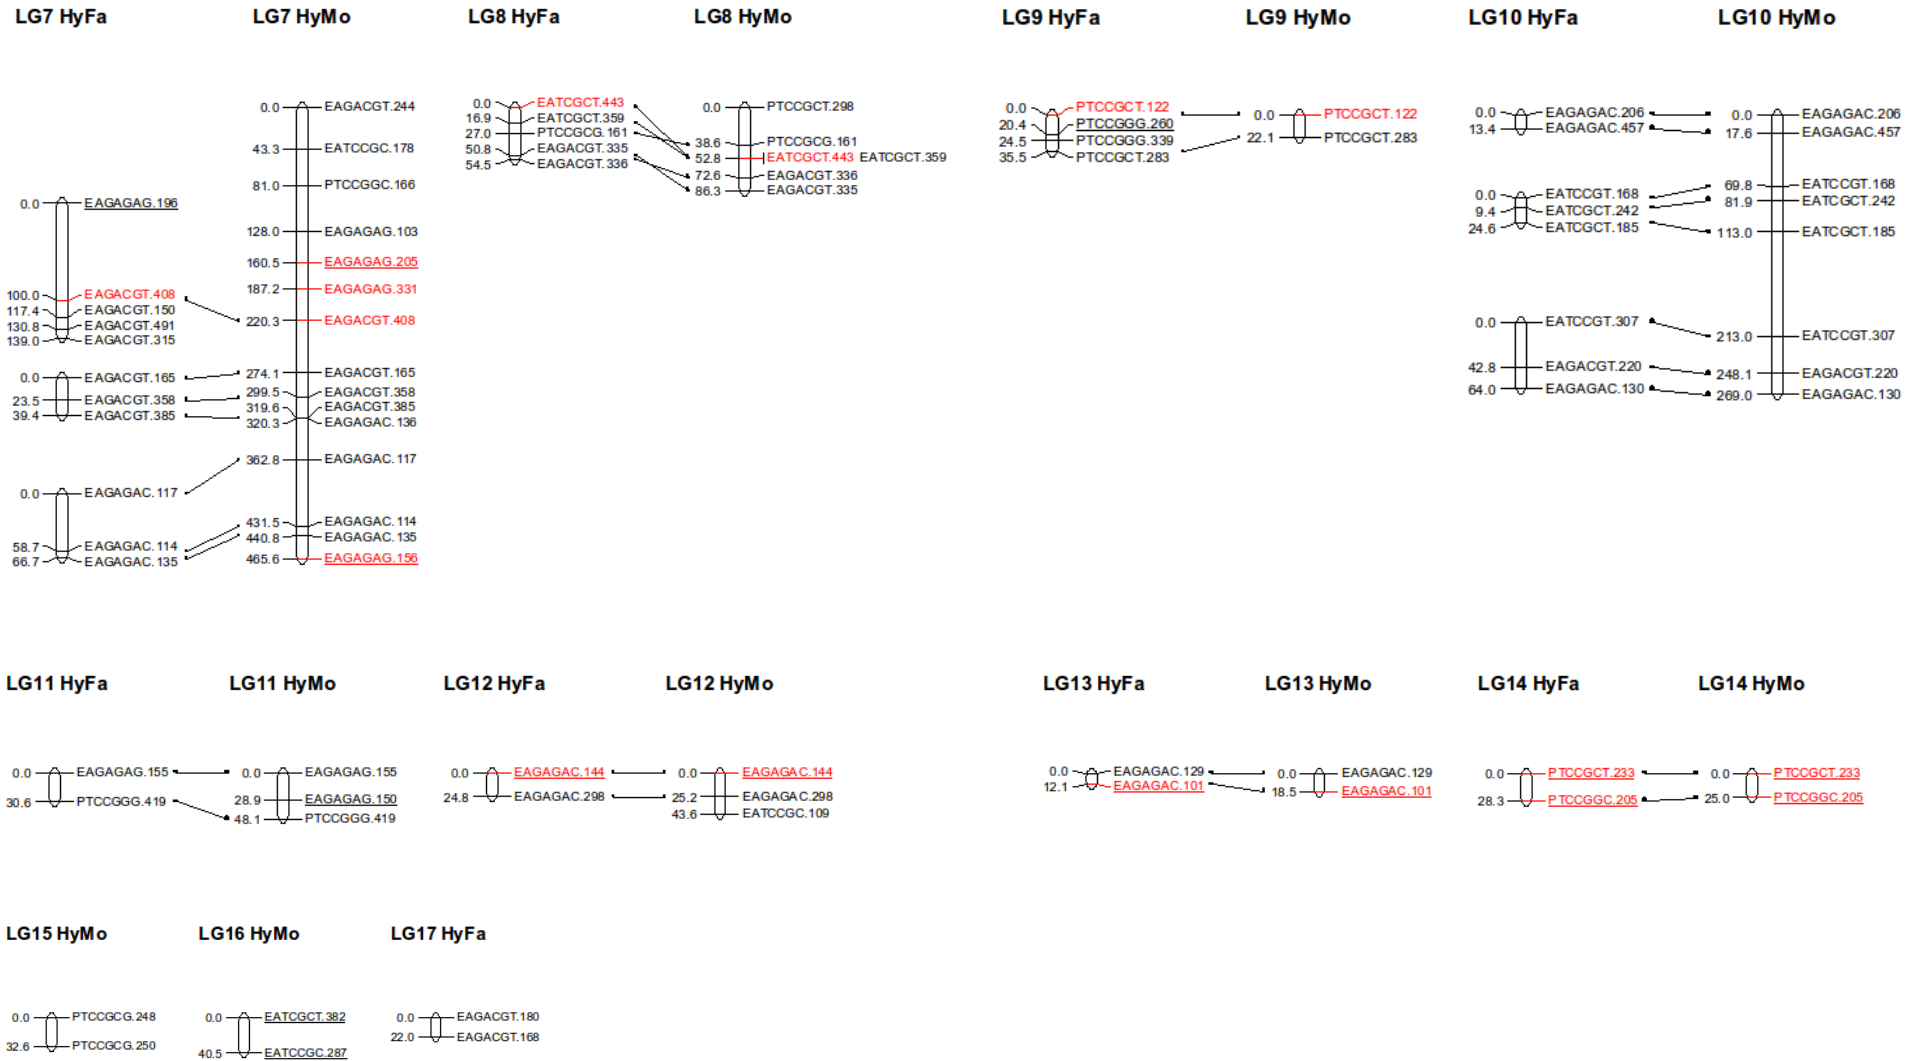 LG7 HyFa
0.0 EAGAGAG.196
100.0 EAGACGT.408
117.4 EAGACGT.150
130.8 EAGACGT.491
139.0 EAGACGT.315
0.0 EAGACGT.165
23.5 EAGACGT.358
39.4 EAGACGT.385
0.0 EAGAGAC.117
58.7 EAGAGAC.114
66.7 EAGAGAC.135
LG7 HyMo
0.0 EAGACGT.244
43.3 EATCCGC.178
81.0 PTCCGGC.166
128.0 EAGAGAG.103
160.5 EAGAGAG.205
187.2 EAGAGAG.331
220.3 EAGACGT.408
274.1 EAGACGT.165
299.5 EAGACGT.358
319.6 EAGACGT.385
320.3 EAGAGAC.136
362.8 EAGAGAC.117
431.5 EAGAGAC.114
440.8 EAGAGAC.135
465.6 EAGAGAG.156
LG8 HyFa
0.0 EATCGCT.443
16.9 EATCGCT.359
27.0 PTCCGCG.161
50.8 EAGACGT.335
54.5 EAGACGT.336
LG8 HyMo
0.0 PTCCGCT.298
38.6 PTCCGCG.161
52.8 EATCGCT.443 EATCGCT.359
72.6 EAGACGT.336
86.3 EAGACGT.335
LG9 HyFa
0.0 PTCCGCT.122
20.4 PTCCGGG.260
24.5 PTCCGGG.339
35.5 PTCCGCT.283
LG9 HyMo
0.0 PTCCGCT.122
22.1 PTCCGCT.283
LG10 HyFa
0.0 EAGAGAC.206
13.4 EAGAGAC.457
0.0 EATCCGT.168
9.4 EATCGCT.242
24.6 EATCGCT.185
0.0 EATCCGT.307
42.8 EAGACGT.220
64.0 EAGAGAC.130
LG10 HyMo
0.0 EAGAGAC.206
17.6 EAGAGAC.457
69.8 EATCCGT.168
81.9 EATCGCT.242
113.0 EATCGCT.185
213.0 EATCCGT.307
248.1 EAGACGT.220
269.0 EAGAGAC.130
LG11 HyFa
0.0 EAGAGAG.155
30.6 PTCCGGG.419
LG11 HyMo
0.0 EAGAGAG.155
28.9 EAGAGAG.150
48.1 PTCCGGG.419
LG12 HyFa
0.0 EAGAGAC.144
24.8 EAGAGAC.298
LG12 HyMo
0.0 EAGAGAC.144
25.2 EAGAGAC.298
43.6 EATCCGC.109
LG13 HyFa
0.0 EAGAGAC.129
12.1 EAGAGAC.101
LG13 HyMo
0.0 EAGAGAC.129
18.5 EAGAGAC.101
LG14 HyFa
0.0 PTCCGCT.233
28.3 PTCCGGC.205
LG14 HyMo
0.0 PTCCGCT.233
25.0 PTCCGGC.205
LG15 HyMo
0.0 PTCCGCG.248
32.6 PTCCGCG.250
LG16 HyMo
0.0 EATCGCT.382
40.5 EATCCGC.287
LG17 HyFa
0.0 EAGACGT.180
22.0 EAGACGT.168